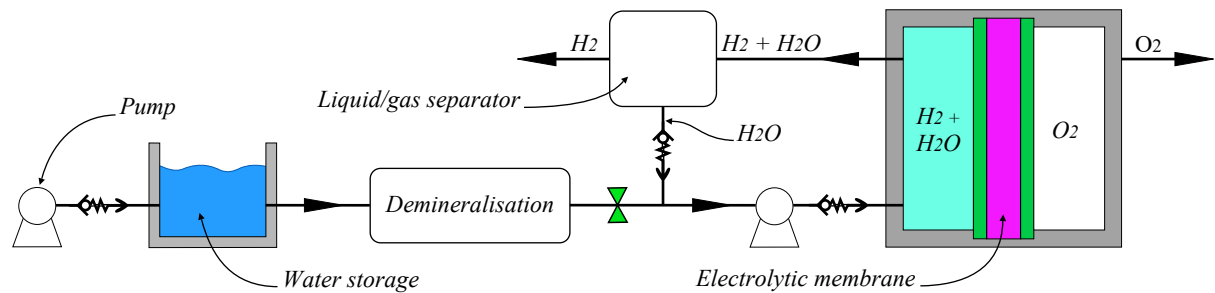 H2
H2 + H2O
O2
Liquid/gas separator
Pump
H2O
H2 +
H2O
O2
Demineralisation
Water storage
Electrolytic membrane